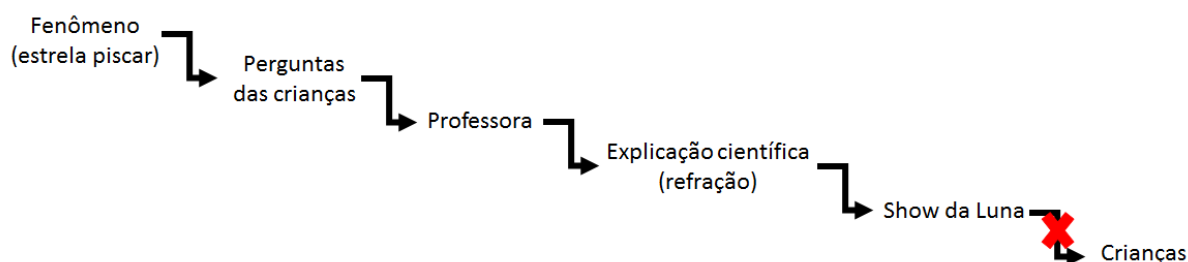 Fenômeno
(estrela piscar)
Perguntas
das crianças
Professora
Explicação científica
(refração)
Show da Luna
Crianças